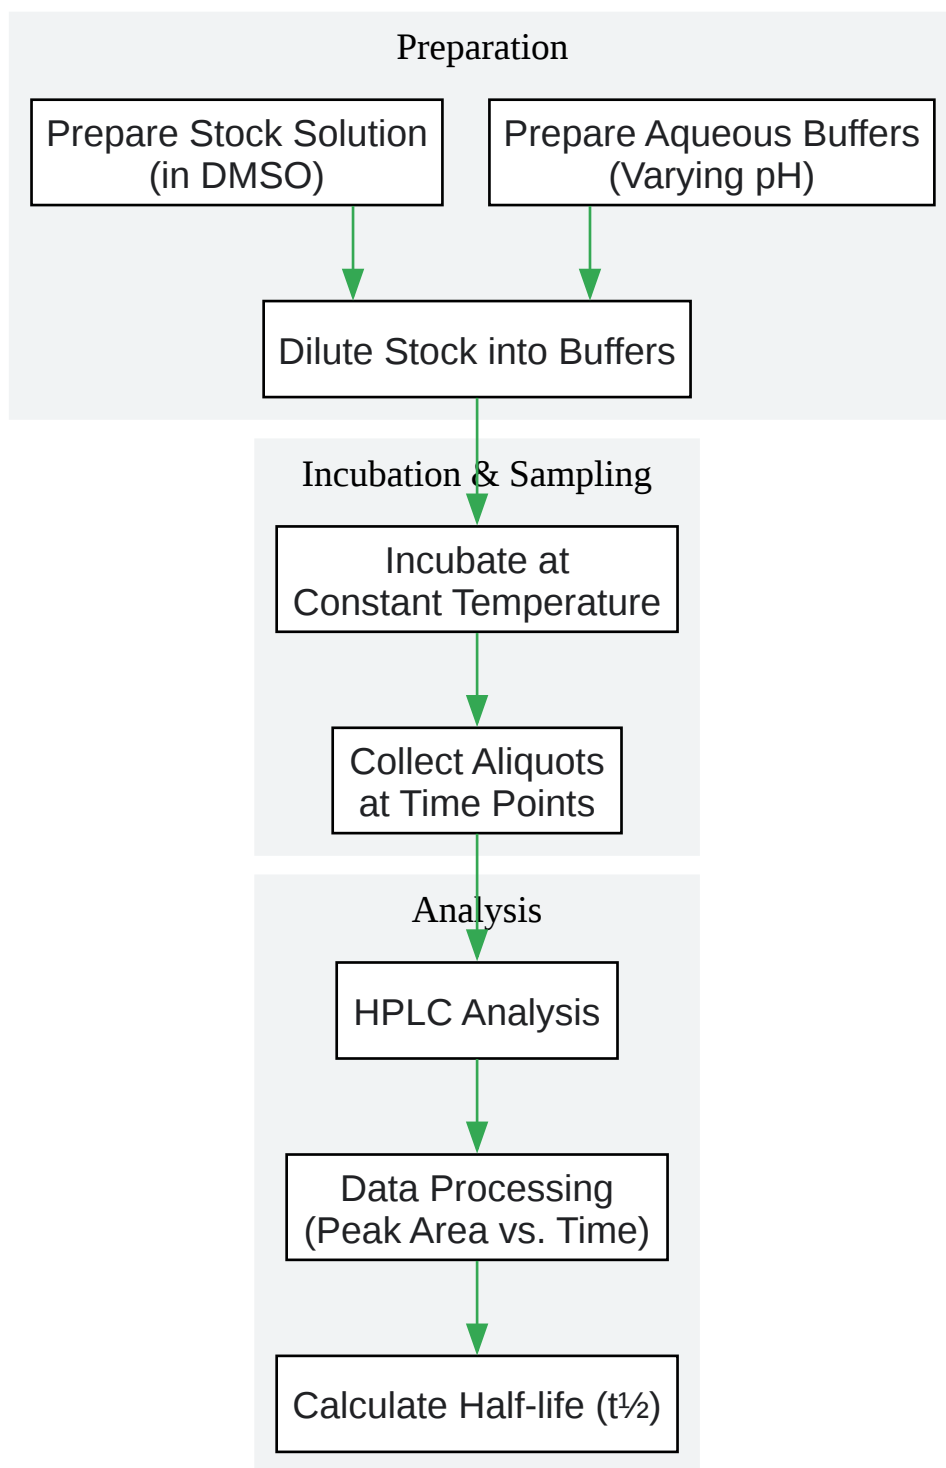 Preparation
Prepare Stock Solution
(in DMSO)
Prepare Aqueous Buffers
(Varying pH)
Dilute Stock into Buffers
Incubation & Sampling
Incubate at
Constant Temperature
Collect Aliquots
at Time Points
Analysis
HPLC Analysis
Data Processing
(Peak Area vs. Time)
Calculate Half-life (t½)